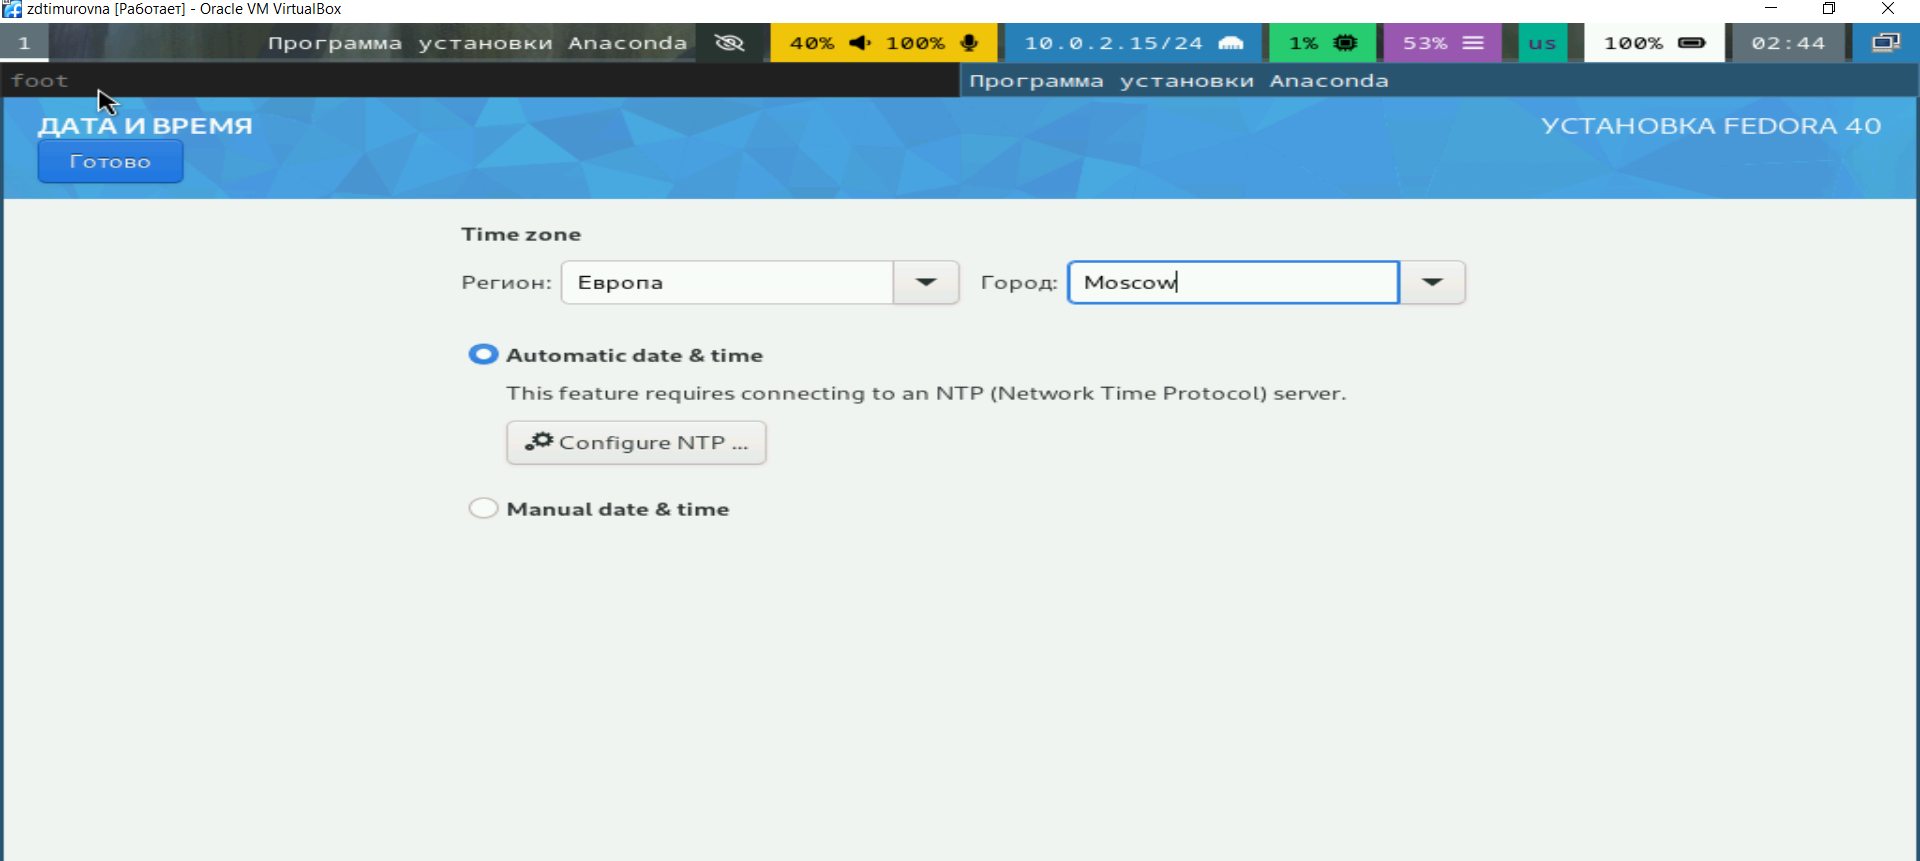 zdtimurovna [Работает] - Oracle VM VirtualBox
1 Программа установки Anaconda 40% 100% 10.0.2.15/24 1% 53% us 100% 02:44
foot Программа установки Anaconda
ДАТА И ВРЕМЯ УСТАНОВКА FEDORA 40
Готово
Time zone
Регион: Европа Город: Moscow
Automatic date & time
This feature requires connecting to an NTP (Network Time Protocol) server.
Configure NTP ...
Manual date & time